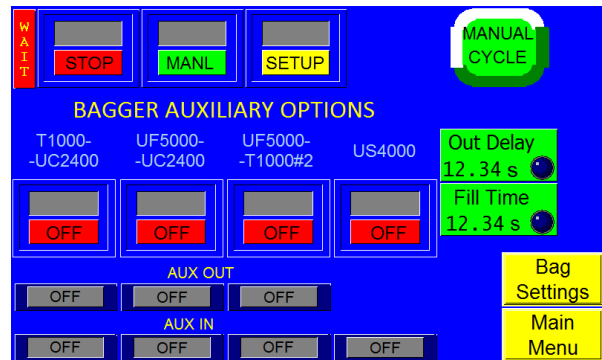 WAIT
STOP
MANL
SETUP
MANUAL
CYCLE
BAGGER AUXILIARY OPTIONS
T1000-
-UC2400
UF5000-
-UC2400
UF5000-
-T1000#2
US4000
Out Delay
12.34 s
Fill Time
12.34 s
OFF
OFF
OFF
OFF
AUX OUT
OFF
OFF
OFF
Bag
Settings
AUX IN
OFF
OFF
OFF
OFF
Main
Menu